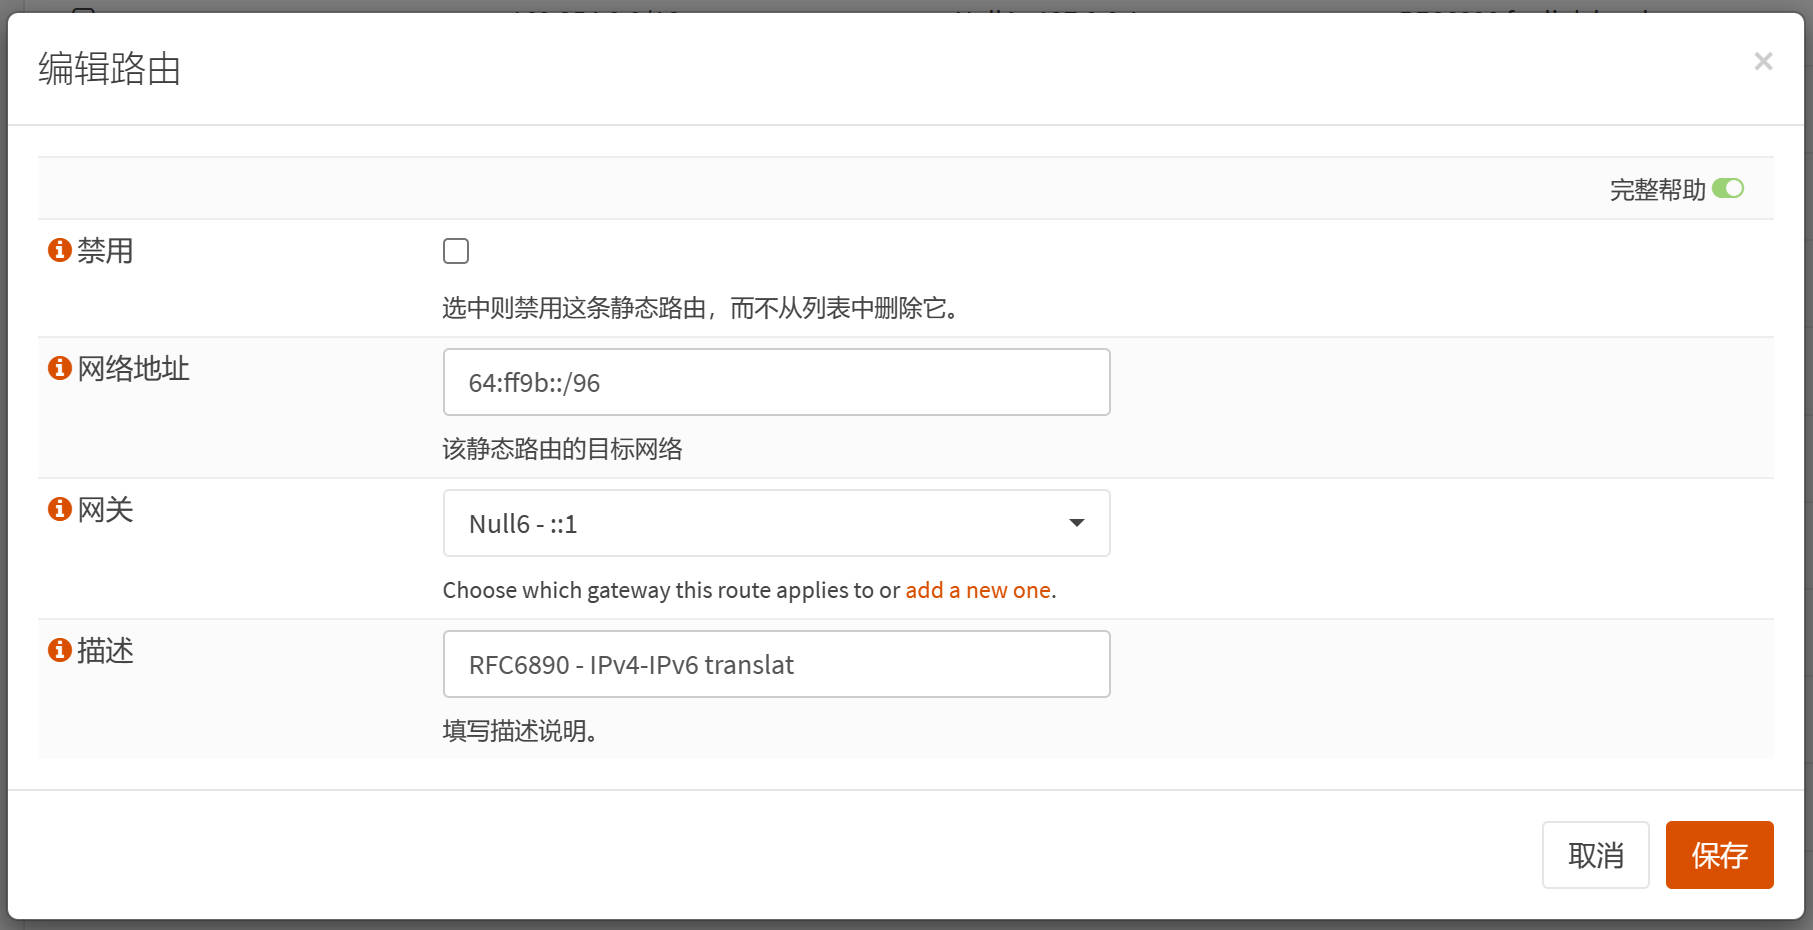 编辑路由
×
完整帮助
禁用
选中则禁用这条静态路由，而不从列表中删除它。
网络地址
64:ff9b::/96
该静态路由的目标网络
网关
Null6 - ::1
Choose which gateway this route applies to or add a new one.
描述
RFC6890 - IPv4-IPv6 translat
填写描述说明。
取消
保存